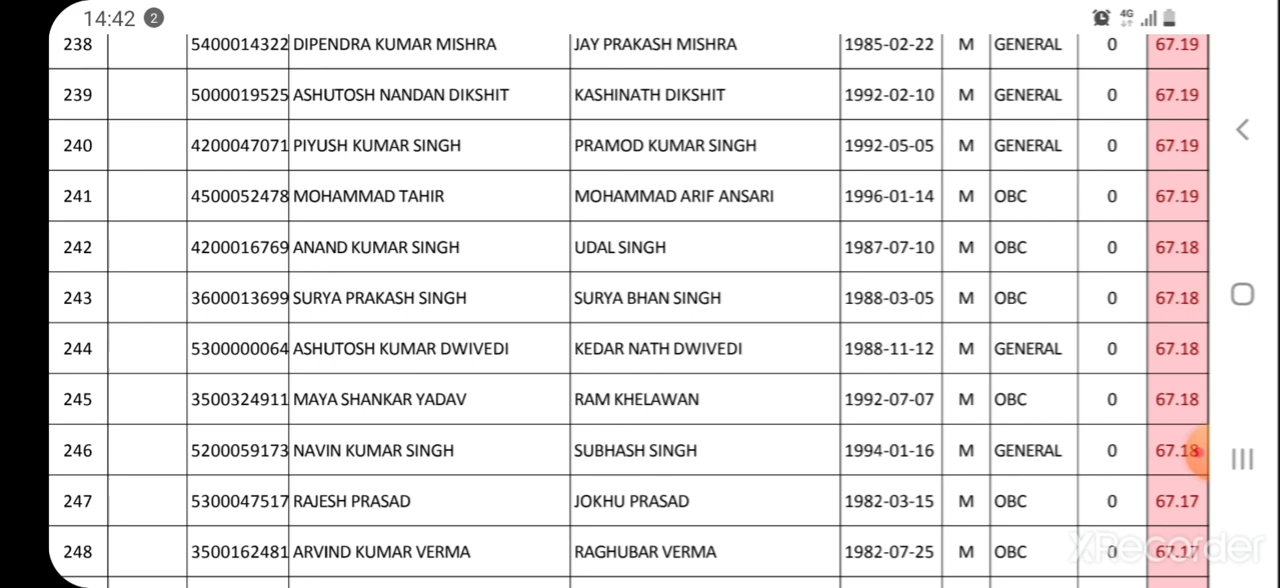 14:42 2 4G
238 5400014322 DIPENDRA KUMAR MISHRA JAY PRAKASH MISHRA 1985-02-22 M GENERAL 0 67.19
239 5000019525 ASHUTOSH NANDAN DIKSHIT KASHINATH DIKSHIT 1992-02-10 M GENERAL 0 67.19
240 4200047071 PIYUSH KUMAR SINGH PRAMOD KUMAR SINGH 1992-05-05 M GENERAL 0 67.19
241 4500052478 MOHAMMAD TAHIR MOHAMMAD ARIF ANSARI 1996-01-14 M OBC 0 67.19
242 4200016769 ANAND KUMAR SINGH UDAL SINGH 1987-07-10 M OBC 0 67.18
243 3600013699 SURYA PRAKASH SINGH SURYA BHAN SINGH 1988-03-05 M OBC 0 67.18
244 5300000064 ASHUTOSH KUMAR DWIVEDI KEDAR NATH DWIVEDI 1988-11-12 M GENERAL 0 67.18
245 3500324911 MAYA SHANKAR YADAV RAM KHELAWAN 1992-07-07 M OBC 0 67.18
246 5200059173 NAVIN KUMAR SINGH SUBHASH SINGH 1994-01-16 M GENERAL 0 67.18
247 5300047517 RAJESH PRASAD JOKHU PRASAD 1982-03-15 M OBC 0 67.17
248 3500162481 ARVIND KUMAR VERMA RAGHUBAR VERMA 1982-07-25 M OBC 0 67.17
XRecorder